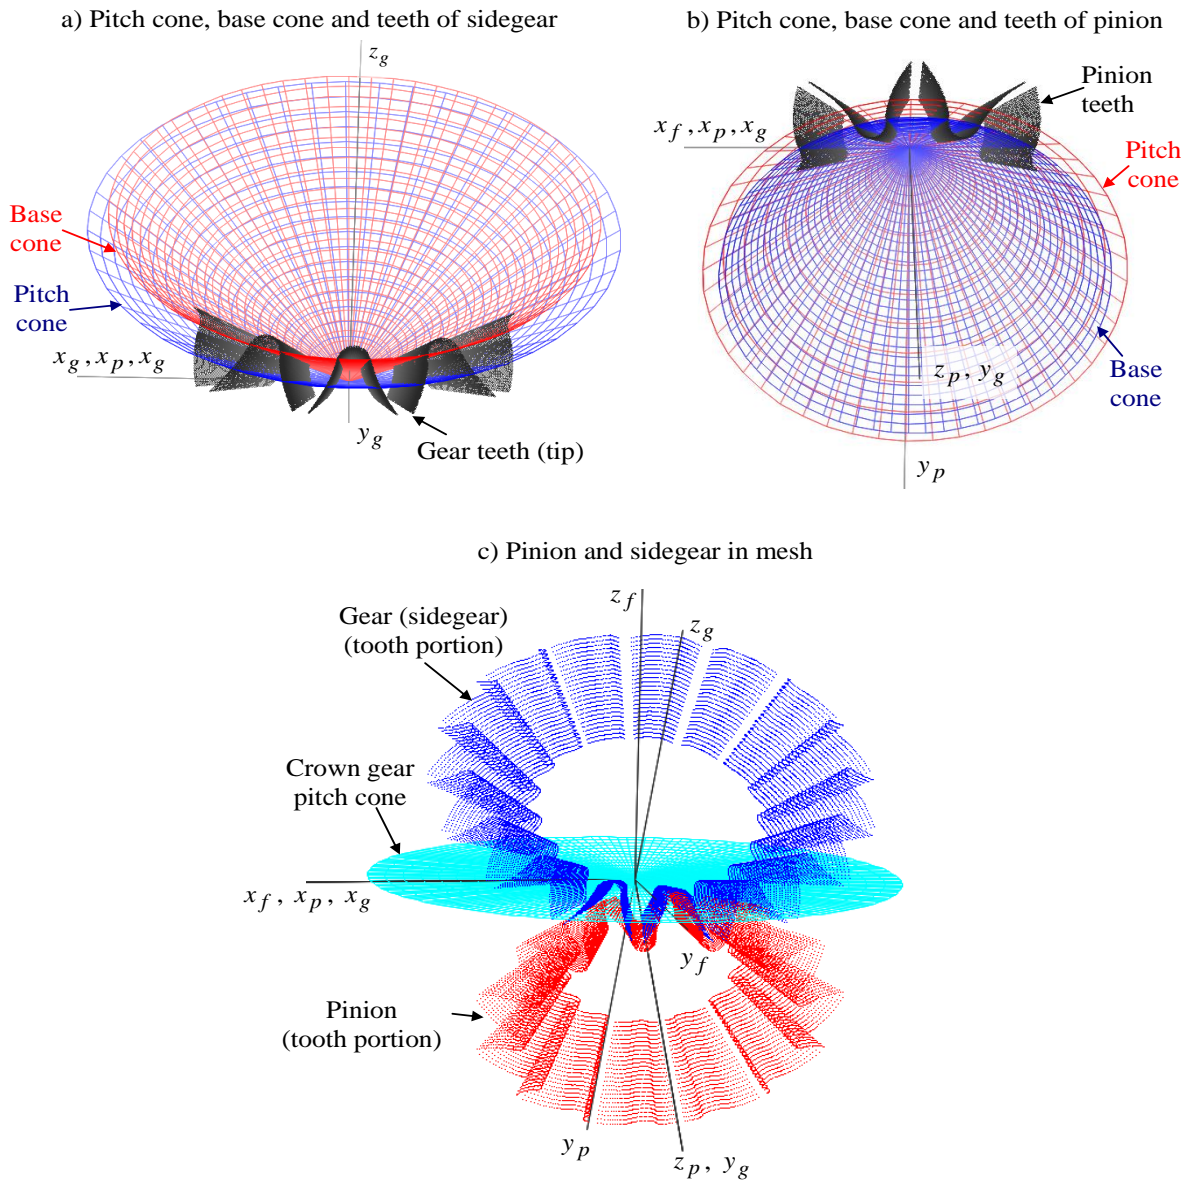 a) Pitch cone, base cone and teeth of sidegear
b) Pitch cone, base cone and teeth of pinion
z_g
Pinion
teeth
x_f, x_p, x_g
Pitch
cone
Base
cone
Pitch
cone
x_g, x_p, x_g
y_g
Gear teeth (tip)
z_p, y_g
Base
cone
y_p
c) Pinion and sidegear in mesh
z_f
Gear (sidegear)
(tooth portion)
z_g
Crown gear
pitch cone
x_f, x_p, x_g
y_f
Pinion
(tooth portion)
y_p
z_p, y_g